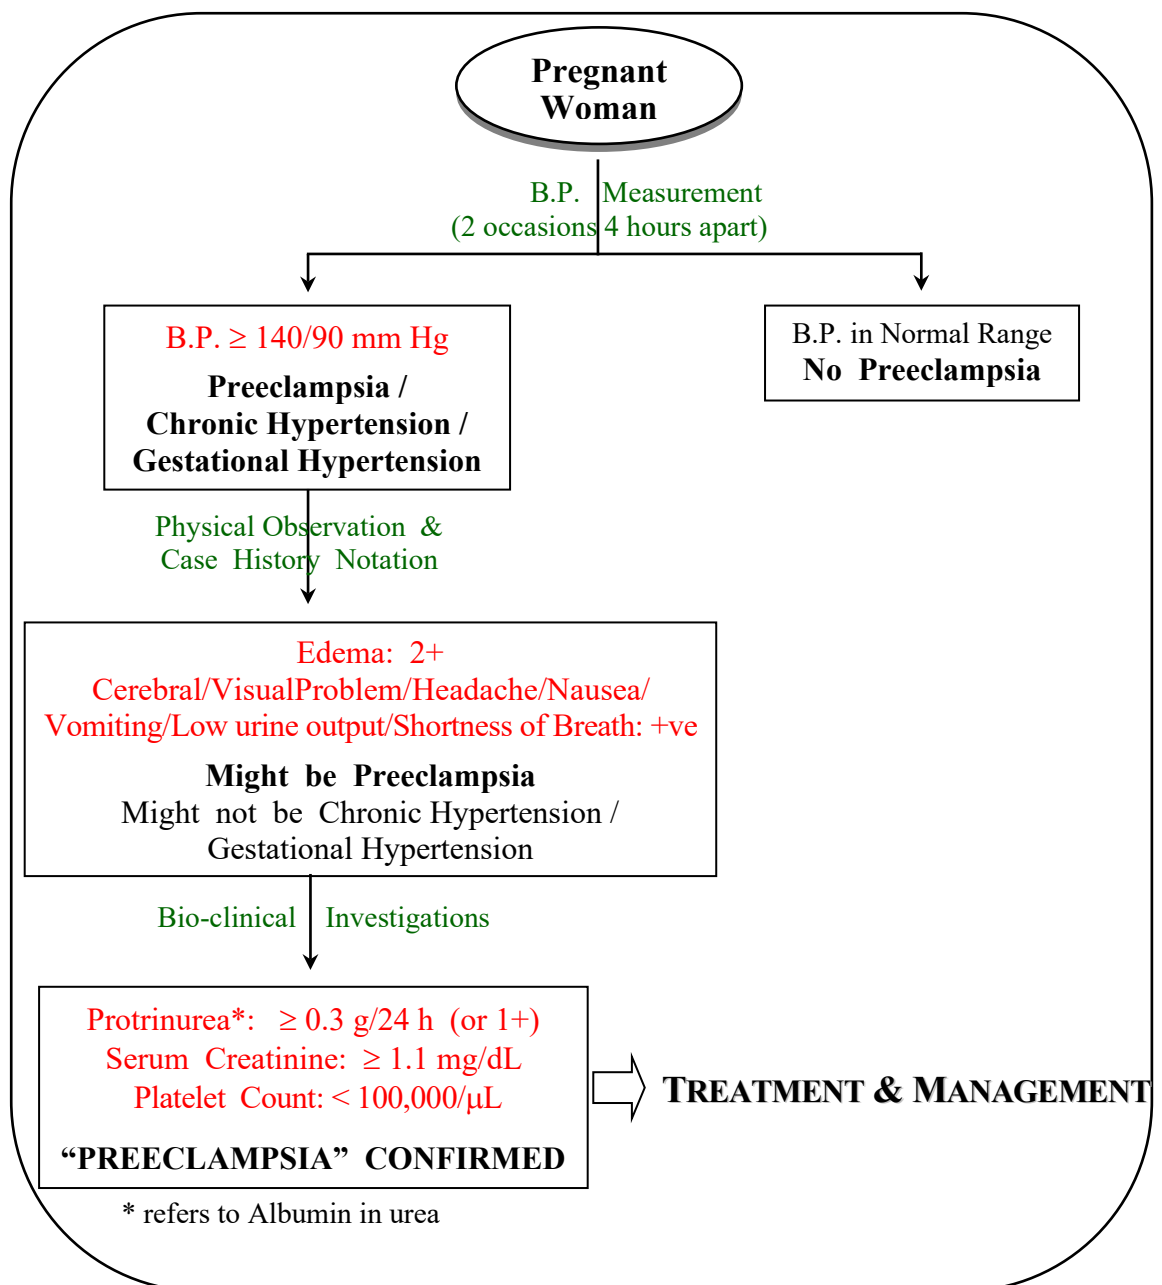 Pregnant
Woman
B.P. Measurement
(2 occasions 4 hours apart)
B.P. ≥ 140/90 mm Hg
Preeclampsia /
Chronic Hypertension /
Gestational Hypertension
B.P. in Normal Range
No Preeclampsia
Physical Observation &
Case History Notation
Edema: 2+
Cerebral/VisualProblem/Headache/Nausea/
Vomiting/Low urine output/Shortness of Breath: +ve
Might be Preeclampsia
Might not be Chronic Hypertension /
Gestational Hypertension
Bio-clinical Investigations
Protrinurea*: ≥ 0.3 g/24 h (or 1+)
Serum Creatinine: ≥ 1.1 mg/dL
Platelet Count: < 100,000/μL
“PREECLAMPSIA” CONFIRMED
TREATMENT & MANAGEMENT
* refers to Albumin in urea